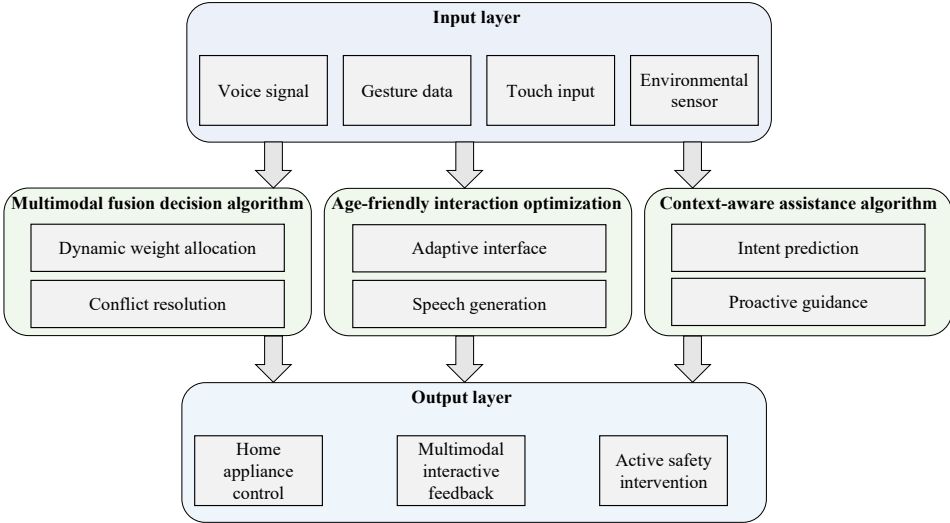 Input layer
Voice signal
Gesture data
Touch input
Environmental
sensor
Multimodal fusion decision algorithm
Dynamic weight allocation
Conflict resolution
Age-friendly interaction optimization
Adaptive interface
Speech generation
Context-aware assistance algorithm
Intent prediction
Proactive guidance
Output layer
Home
appliance
control
Multimodal
interactive
feedback
Active safety
intervention